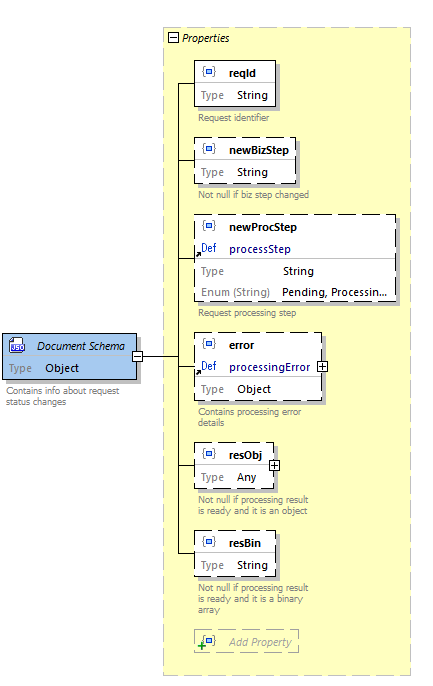 Properties
reqId
Type String
Request identifier
newBizStep
Type String
Not null if biz step changed
newProcStep
Def processStep
Type String
Enum (String) Pending, Processin...
Request processing step
JSO Document Schema
Type Object
Contains info about request
status changes
error
Def processingError
Type Object
Contains processing error
details
resObj
Type Any
Not null if processing result
is ready and it is an object
resBin
Type String
Not null if processing result
is ready and it is a binary
array
Add Property